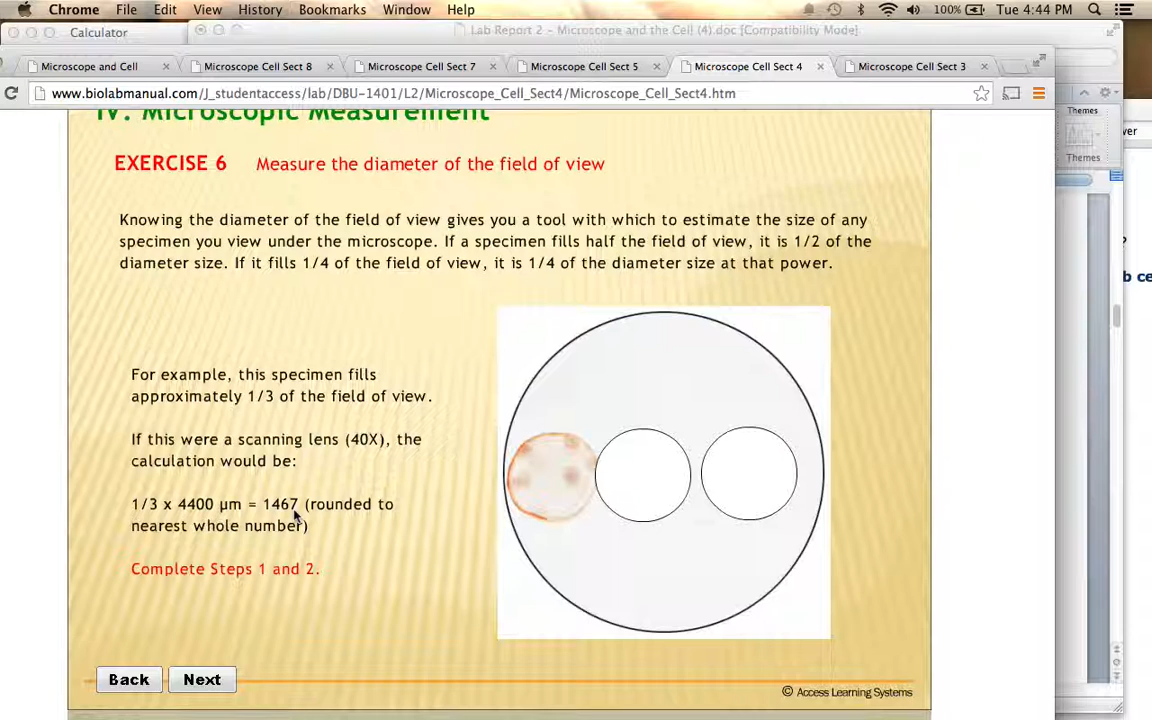 Chrome File Edit View History Bookmarks Window Help 100% Tue 4:44 PM
Calculator
Lab Report 2 - Microscope and the Cell (4).doc [Compatibility Mode]
Microscope and Cell × Microscope Cell Sect 8 × Microscope Cell Sect 7 × Microscope Cell Sect 5 × Microscope Cell Sect 4 × Microscope Cell Sect 3 ×
www.biolabmanual.com/J_studentaccess/lab/DBU-1401/L2/Microscope_Cell_Sect4/Microscope_Cell_Sect4.htm
Themes
Themes
IV. Microscopic Measurement
EXERCISE 6 Measure the diameter of the field of view
Knowing the diameter of the field of view gives you a tool with which to estimate the size of any
specimen you view under the microscope. If a specimen fills half the field of view, it is 1/2 of the
diameter size. If it fills 1/4 of the field of view, it is 1/4 of the diameter size at that power.
For example, this specimen fills
approximately 1/3 of the field of view.
If this were a scanning lens (40X), the
calculation would be:
1/3 x 4400 µm = 1467 (rounded to
nearest whole number)
Complete Steps 1 and 2.
Back Next
© Access Learning Systems